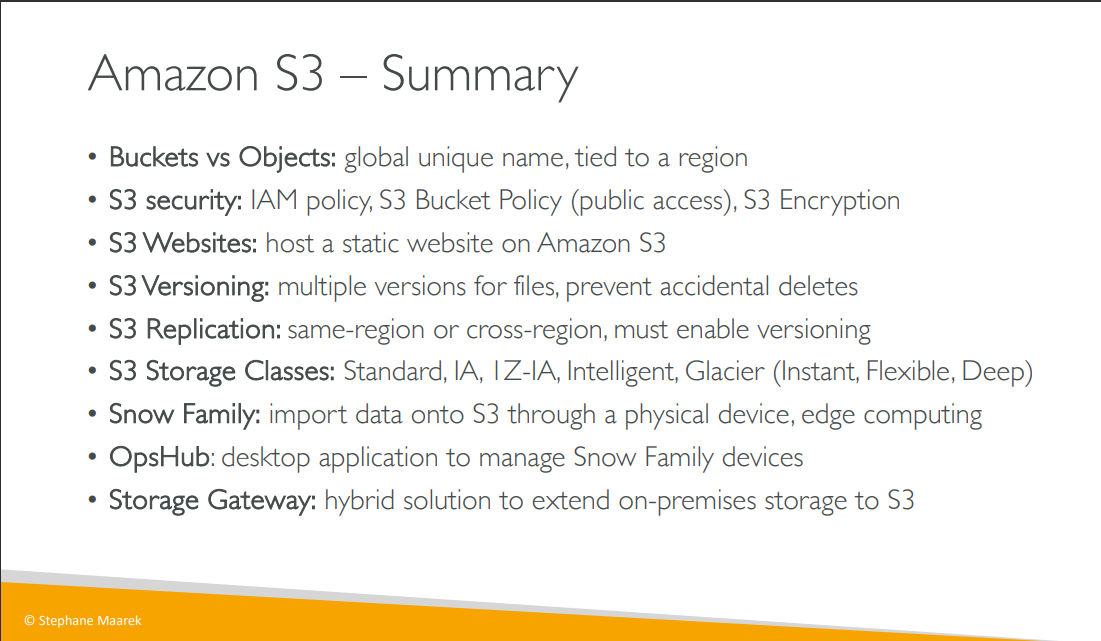 Amazon S3 – Summary
• Buckets vs Objects: global unique name, tied to a region
• S3 security: IAM policy, S3 Bucket Policy (public access), S3 Encryption
• S3 Websites: host a static website on Amazon S3
• S3 Versioning: multiple versions for files, prevent accidental deletes
• S3 Replication: same-region or cross-region, must enable versioning
• S3 Storage Classes: Standard, IA, 1Z-IA, Intelligent, Glacier (Instant, Flexible, Deep)
• Snow Family: import data onto S3 through a physical device, edge computing
• OpsHub: desktop application to manage Snow Family devices
• Storage Gateway: hybrid solution to extend on-premises storage to S3
© Stephane Maarek